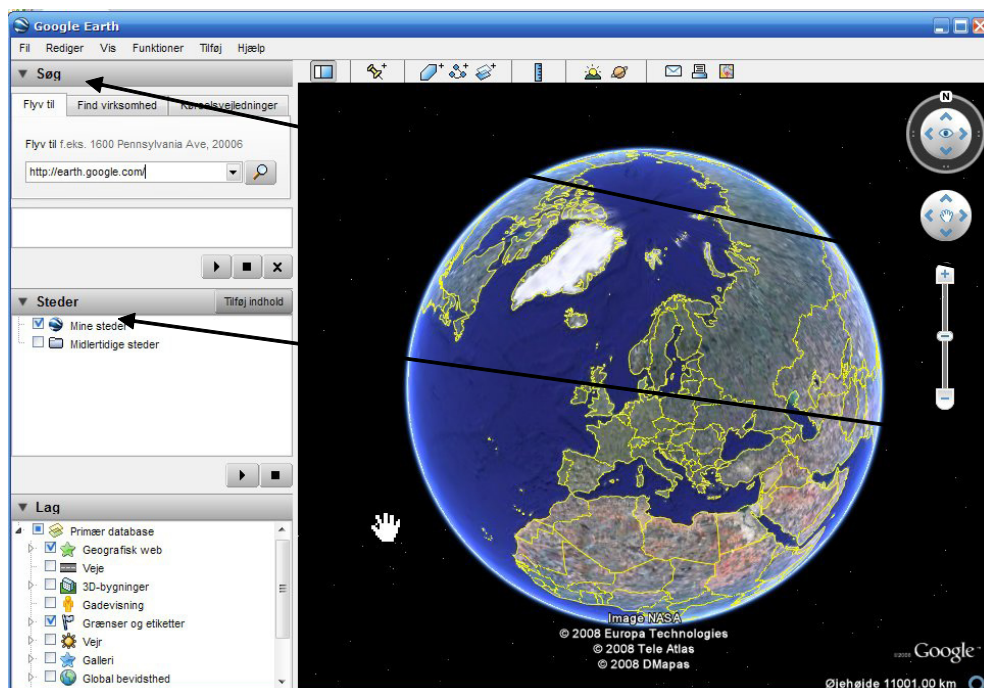 Google Earth
Fil Rediger Vis Funktioner Tilføj Hjælp
Søg
Flyv til Find virksomhed Kørselsvejledninger
Flyv til f.eks. 1600 Pennsylvania Ave, 20006
http://earth.google.com/
Steder Tilføj indhold
Mine steder
Midlertidige steder
Lag
Primær database
Geografisk web
Veje
3D-bygninger
Gadevisning
Grænser og etiketter
Vejr
Galleri
Global bevidsthed
N
Image NASA
© 2008 Europa Technologies
© 2008 Tele Atlas
© 2008 DMapas
©2008 Google™
Øjehøjde 11001.00 km